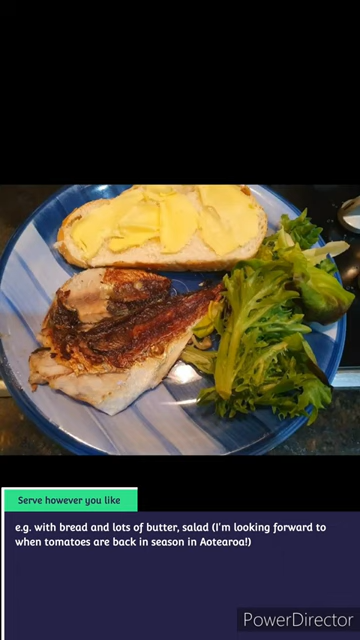 Serve however you like
e.g. with bread and lots of butter, salad (I'm looking forward to
when tomatoes are back in season in Aotearoa!)
PowerDirector